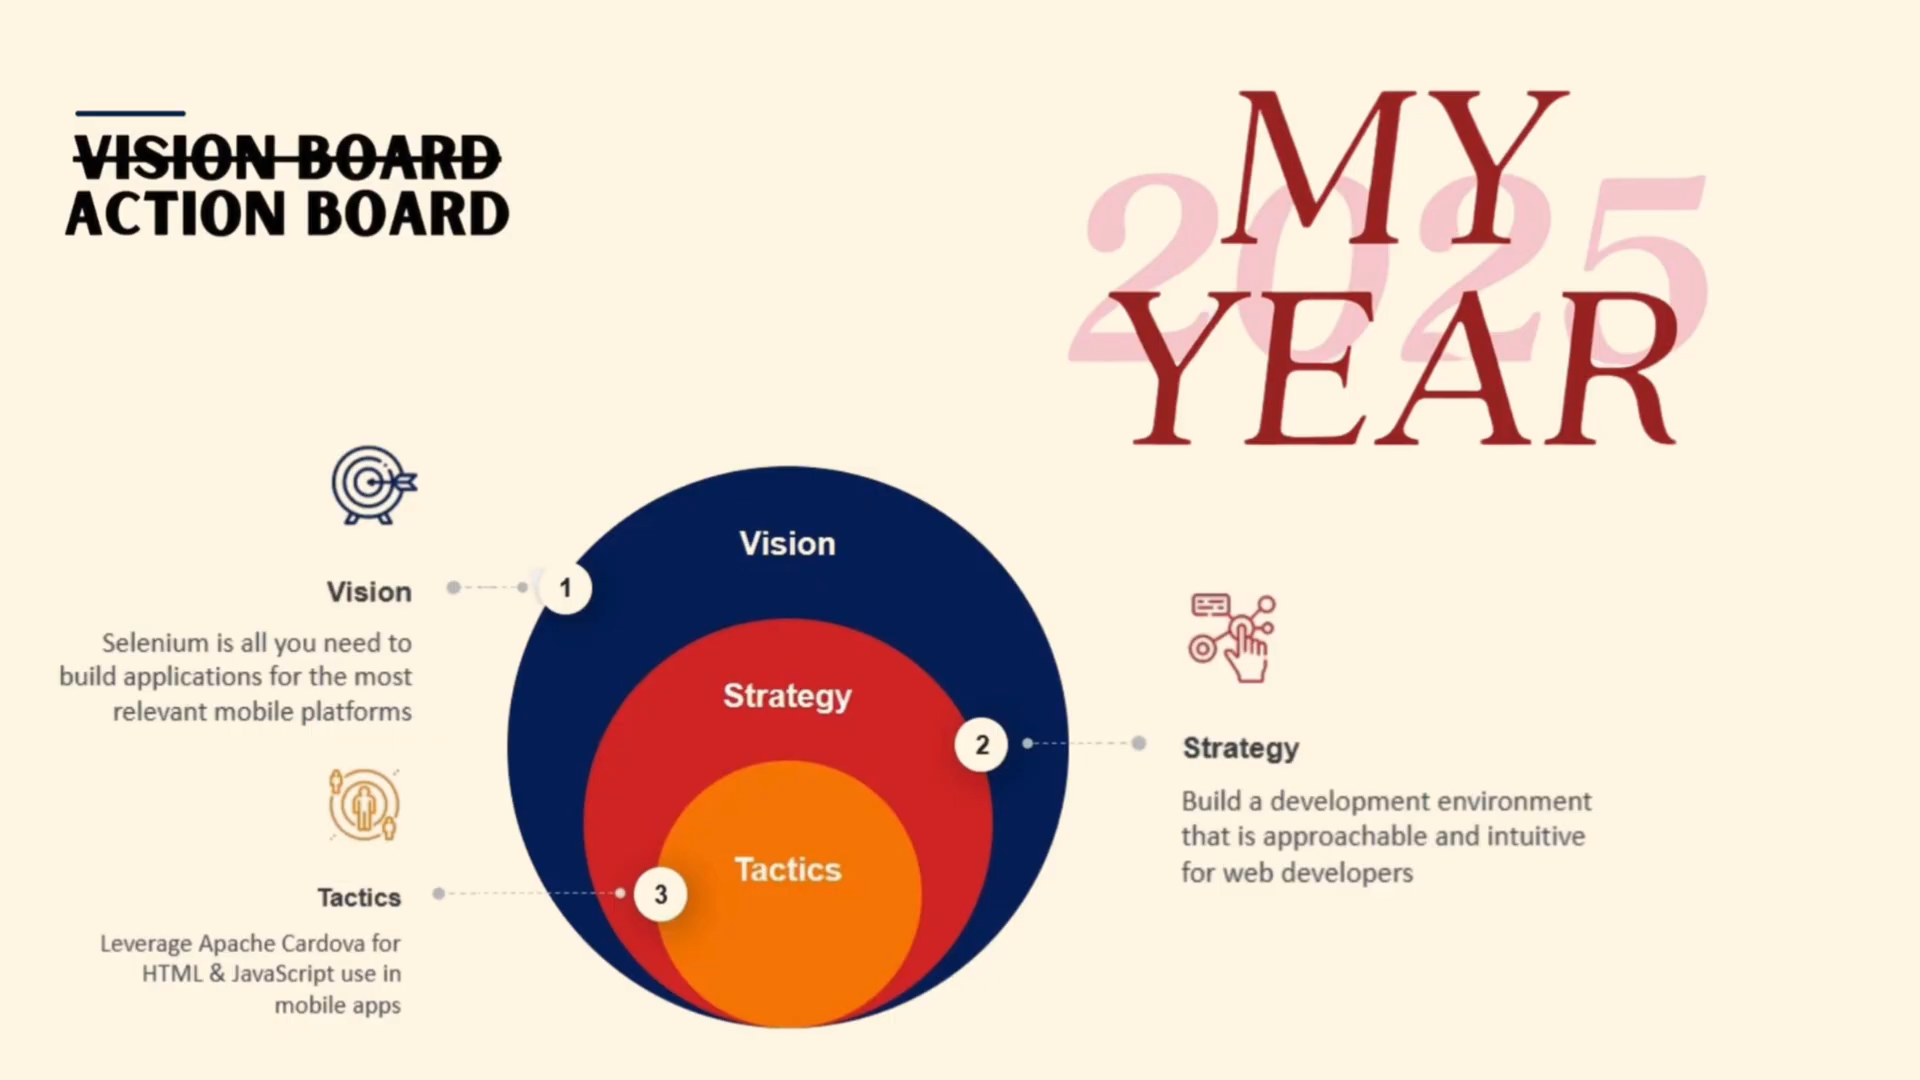 VISION BOARD
ACTION BOARD
MY
2025
YEAR
Vision
Selenium is all you need to
build applications for the most
relevant mobile platforms
Tactics
Leverage Apache Cardova for
HTML & JavaScript use in
mobile apps
1
Vision
Strategy
2
Tactics
3
Strategy
Build a development environment
that is approachable and intuitive
for web developers